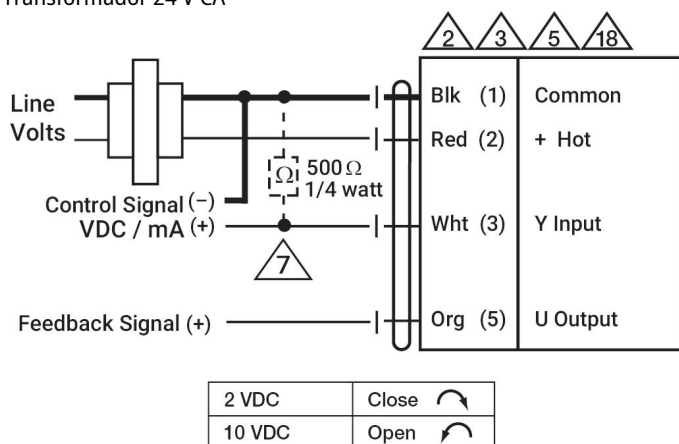 Transformador 24 V CA
2 3 5 18
Line
Volts
Blk (1) Common
Red (2) + Hot
Ω 500 Ω
1/4 watt
Control Signal (−)
VDC / mA (+)
Wht (3) Y Input
7
Feedback Signal (+)
Org (5) U Output
2 VDC Close
10 VDC Open